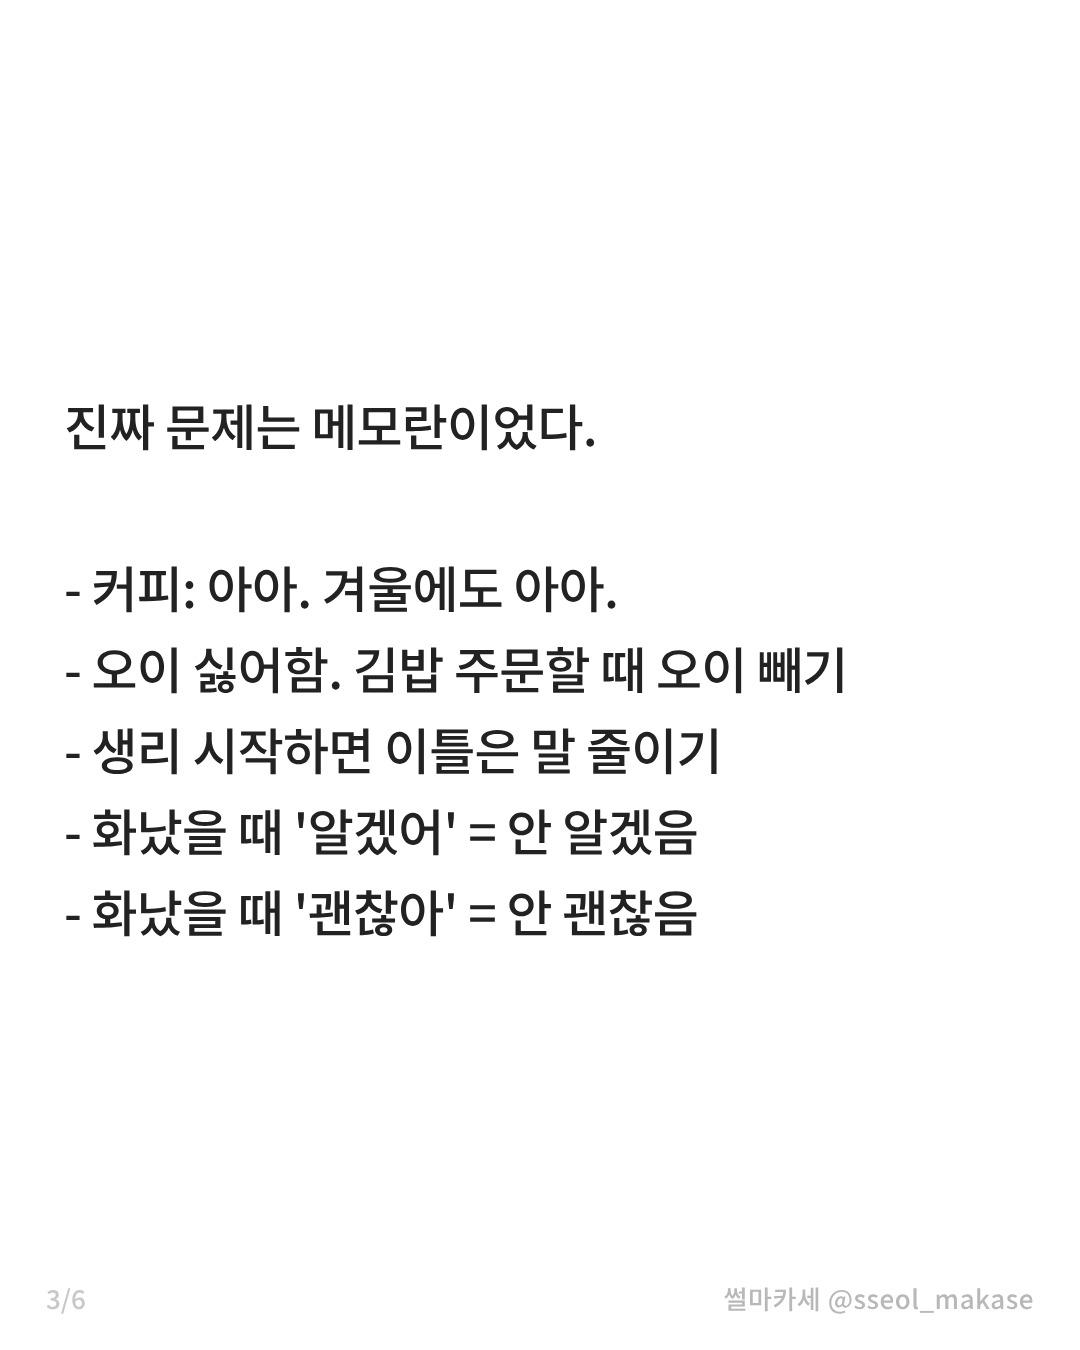 진짜 문제는 메모란이었다.
- 커피: 아아. 겨울에도 아아.
- 오이 싫어함. 김밥 주문할 때 오이 빼기
- 생리 시작하면 이틀은 말 줄이기
- 화났을 때 '알겠어' = 안 알겠음
- 화났을 때 '괜찮아' = 안 괜찮음
3/6
썰마카세 @sseol_makase